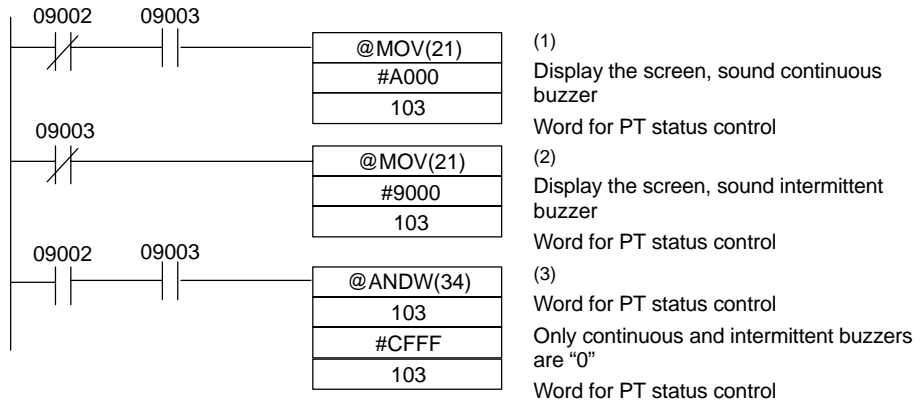 09002 09003
@MOV(21)
#A000
103
(1)
Display the screen, sound continuous
buzzer
Word for PT status control
09003
@MOV(21)
#9000
103
(2)
Display the screen, sound intermittent
buzzer
Word for PT status control
09002 09003
@ANDW(34)
103
#CFFF
103
(3)
Word for PT status control
Only continuous and intermittent buzzers
are “0”
Word for PT status control